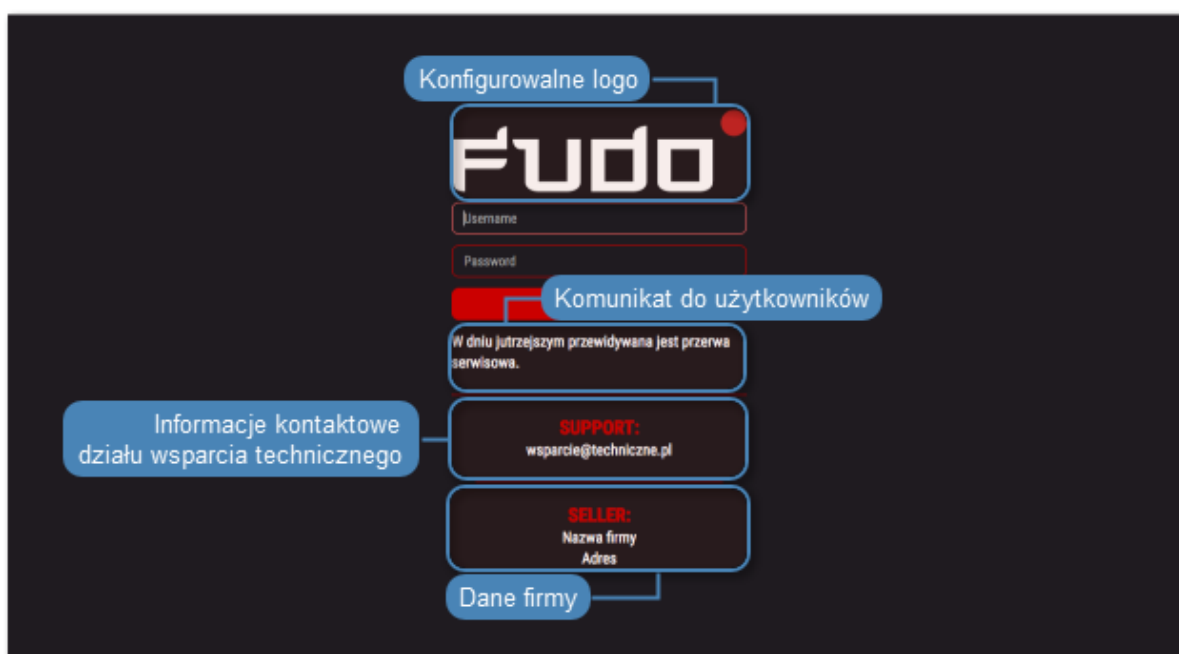 Konfigurowalne logo
FUDO
Username
Password
Komunikat do użytkowników
W dniu jutrzejszym przewidywana jest przerwa
serwisowa.
Informacje kontaktowe
działu wsparcia technicznego
SUPPORT:
wsparcie@techniczne.pl
SELLER:
Nazwa firmy
Adres
Dane firmy